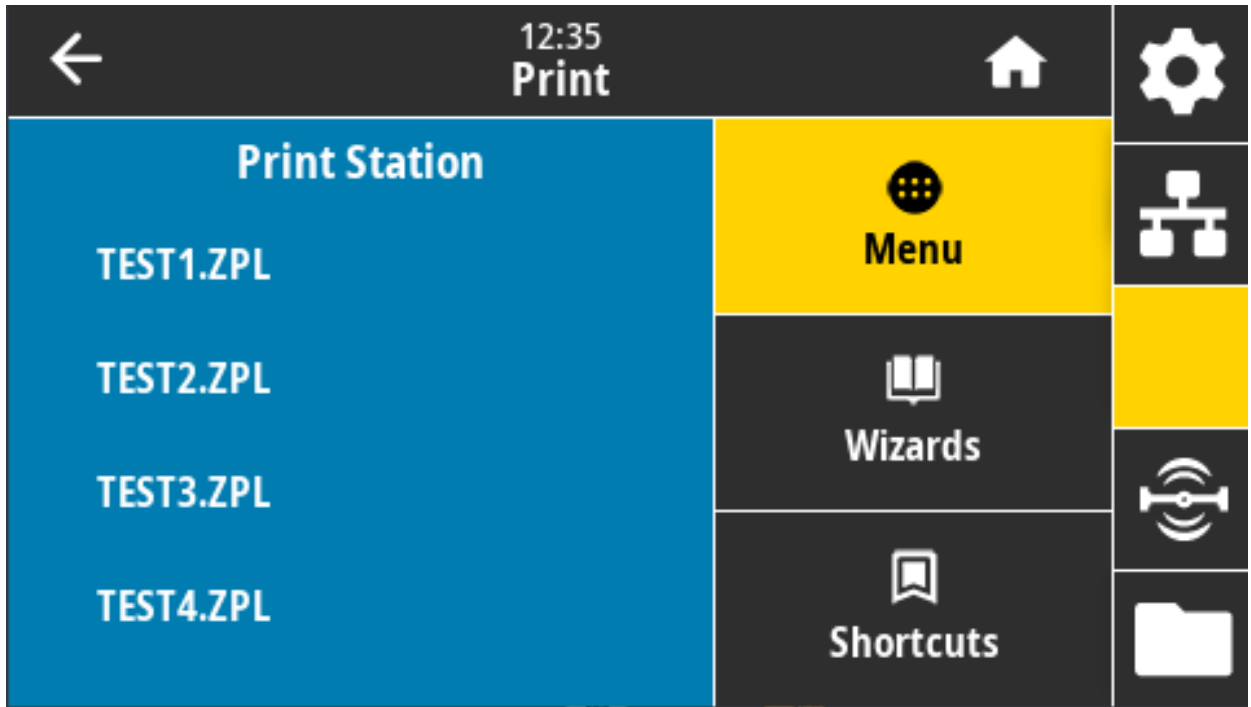 12:35
Print
Print Station
TEST1.ZPL
TEST2.ZPL
TEST3.ZPL
TEST4.ZPL
Menu
Wizards
Shortcuts